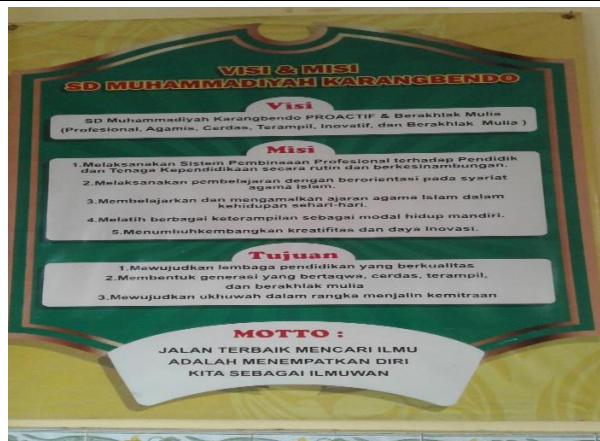 VISI & MISI
SD MUHAMMADIYAH KARANGBENDO
Visi
SD Muhammadiyah Karangbendo PROACTIF & Berakhlak Mulia
(Profesional, Agamis, Cerdas, Terampil, Inovatif, dan Berakhlak Mulia )
Misi
1.Melaksanakan Sistem Pembinaaan Profesional terhadap Pendidik
dan Tenaga Kependidikaan secara rutin dan berkesinambungan.
2.Melaksanakan pembelajaran dengan berorientasi pada syariat
agama Islam.
3.Membelajarkan dan mengamalkan ajaran agama Islam dalam
kehidupan sehari-hari.
4.Melatih berbagai keterampilan sebagai modal hidup mandiri.
5.Menumbuhkembangkan kreatifitas dan daya Inovasi.
Tujuan
1.Mewujudkan lembaga pendidikan yang berkualitas
2.Membentuk generasi yang bertaqwa, cerdas, terampil,
dan berakhlak mulia
3.Mewujudkan ukhuwah dalam rangka menjalin kemitraan
MOTTO :
JALAN TERBAIK MENCARI ILMU
ADALAH MENEMPATKAN DIRI
KITA SEBAGAI ILMUWAN